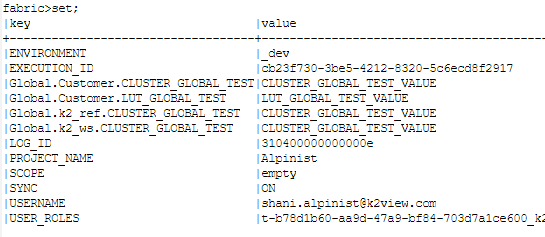 fabric>set;
|key |value
+-----------------------------------+-----------------------------------
|ENVIRONMENT |_dev
|EXECUTION_ID |cb23f730-3be5-4212-8320-5c6ecd8f2917
|Global.Customer.CLUSTER_GLOBAL_TEST|CLUSTER_GLOBAL_TEST_VALUE
|Global.Customer.LUT_GLOBAL_TEST |LUT_GLOBAL_TEST_VALUE
|Global.k2_ref.CLUSTER_GLOBAL_TEST |CLUSTER_GLOBAL_TEST_VALUE
|Global.k2_ws.CLUSTER_GLOBAL_TEST |CLUSTER_GLOBAL_TEST_VALUE
|LOG_ID |310400000000000e
|PROJECT_NAME |Alpinist
|SCOPE |empty
|SYNC |ON
|USERNAME |shani.alpinist@k2view.com
|USER_ROLES |t-b78d1b60-aa9d-47a9-bf84-703d7a1ce600_k2